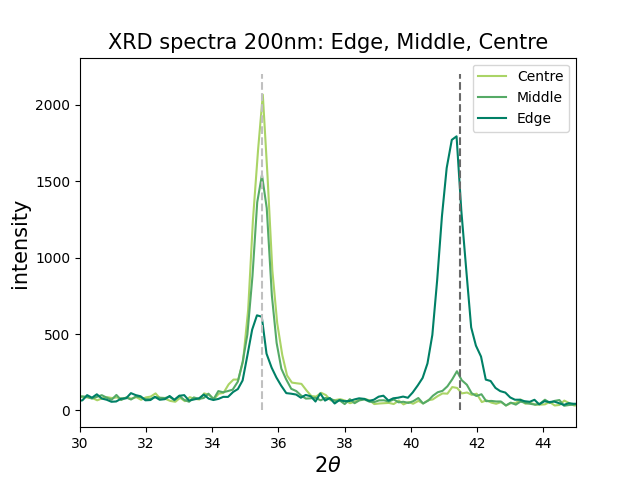 XRD spectra 200nm: Edge, Middle, Centre
Centre
Middle
Edge
intensity
2000
1500
1000
500
0
30 32 34 36 38 40 42 44
2θ